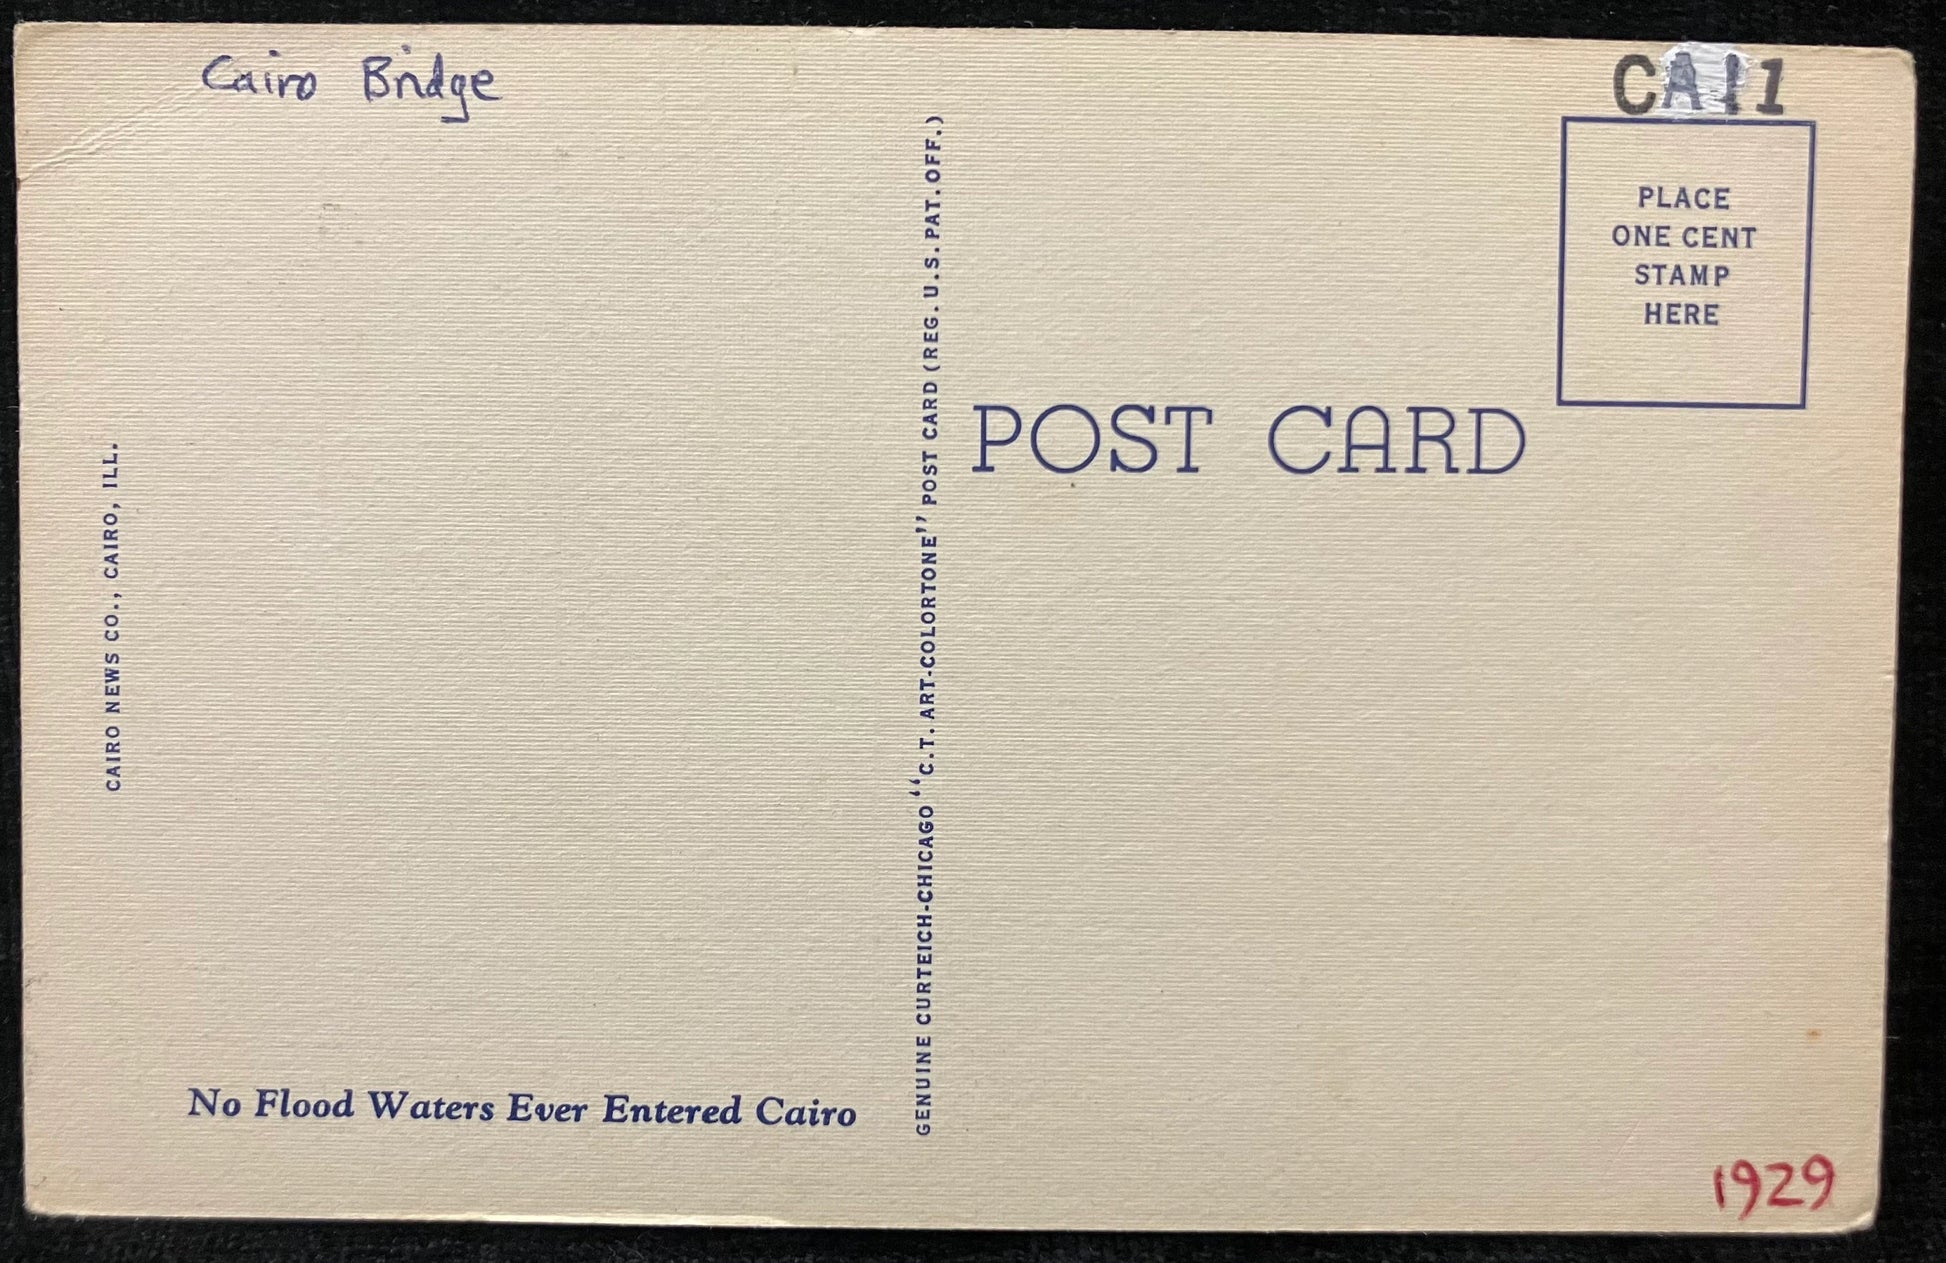 Cairo Bridge
CA11
PLACE
ONE CENT
STAMP
HERE
POST CARD
CAIRO NEWS CO., CAIRO, ILL.
GENUINE CURTEICH-CHICAGO "C.T. ART-COLORTONE" POST CARD (REG. U.S. PAT. OFF.)
No Flood Waters Ever Entered Cairo
1929